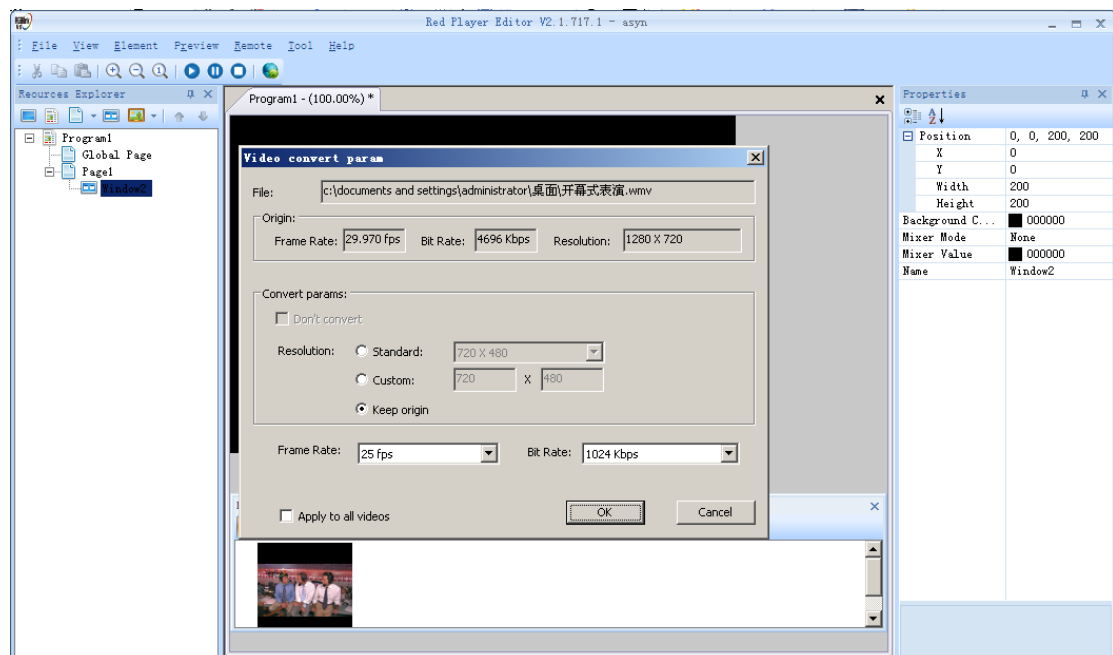 Red Player Editor V2.1.717.1 - asyn
File View Element Preview Remote Tool Help
Reources Explorer
Program1
Global Page
Page1
Window2
Program1 - (100.00%) *
Video convert param
File: c:\documents and settings\administrator\桌面\开幕式表演.wmv
Origin:
Frame Rate: 29.970 fps Bit Rate: 4696 Kbps Resolution: 1280 X 720
Convert params:
Don't convert
Resolution: Standard: 720 X 480
Custom: 720 X 480
Keep origin
Frame Rate: 25 fps Bit Rate: 1024 Kbps
Apply to all videos OK Cancel
Properties
Position 0, 0, 200, 200
X 0
Y 0
Width 200
Height 200
Background C... 000000
Mixer Mode None
Mixer Value 000000
Name Window2